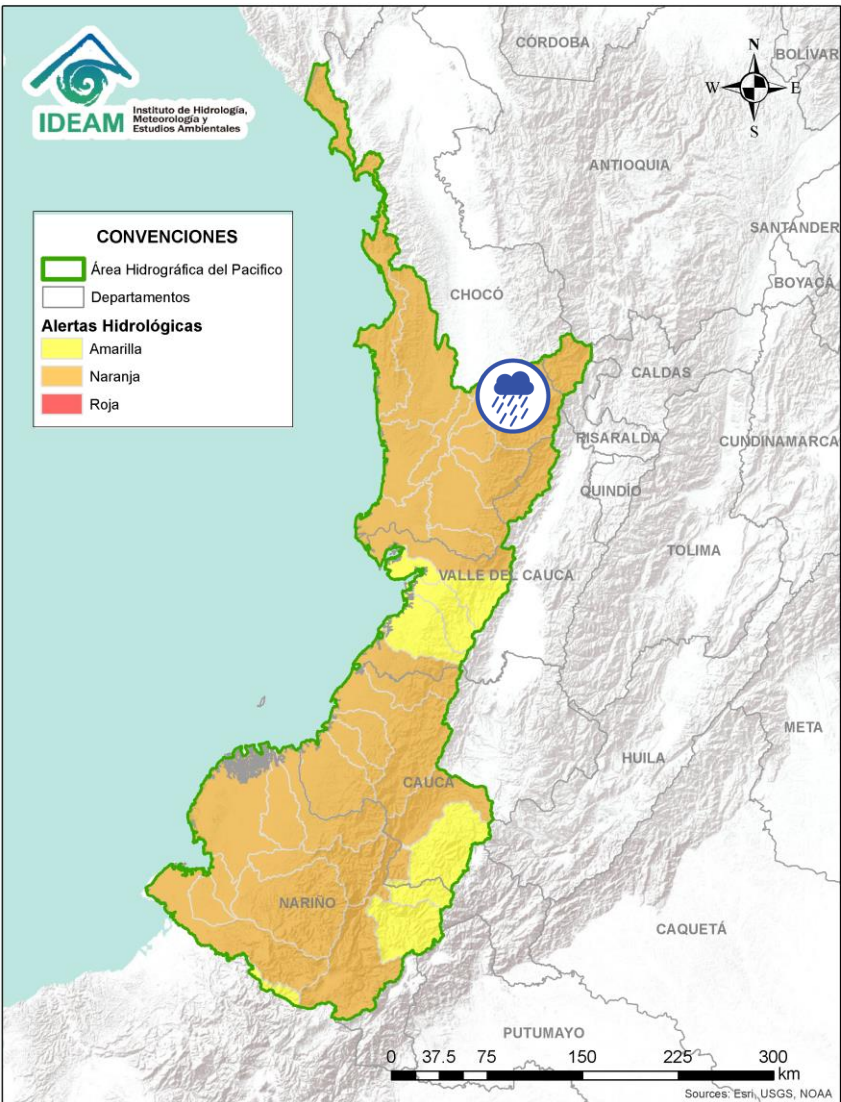 IDEAM
Instituto de Hidrología,
Meteorología y
Estudios Ambientales
CONVENCIONES
Área Hidrográfica del Pacifico
Departamentos
Alertas Hidrológicas
Amarilla
Naranja
Roja
N
W
E
S
CÓRDOBA
BOLIVAR
ANTIOQUIA
SANTANDER
BOYACÁ
CHOCÓ
CALDAS
RISARALDA
CUNDINAMARCA
QUINDÍO
TOLIMA
VALLE DEL CAUCA
META
HUILA
CAUCA
NARIÑO
CAQUETÁ
PUTUMAYO
0 37.5 75 150 225 300
km
Sources: Esri, USGS, NOAA